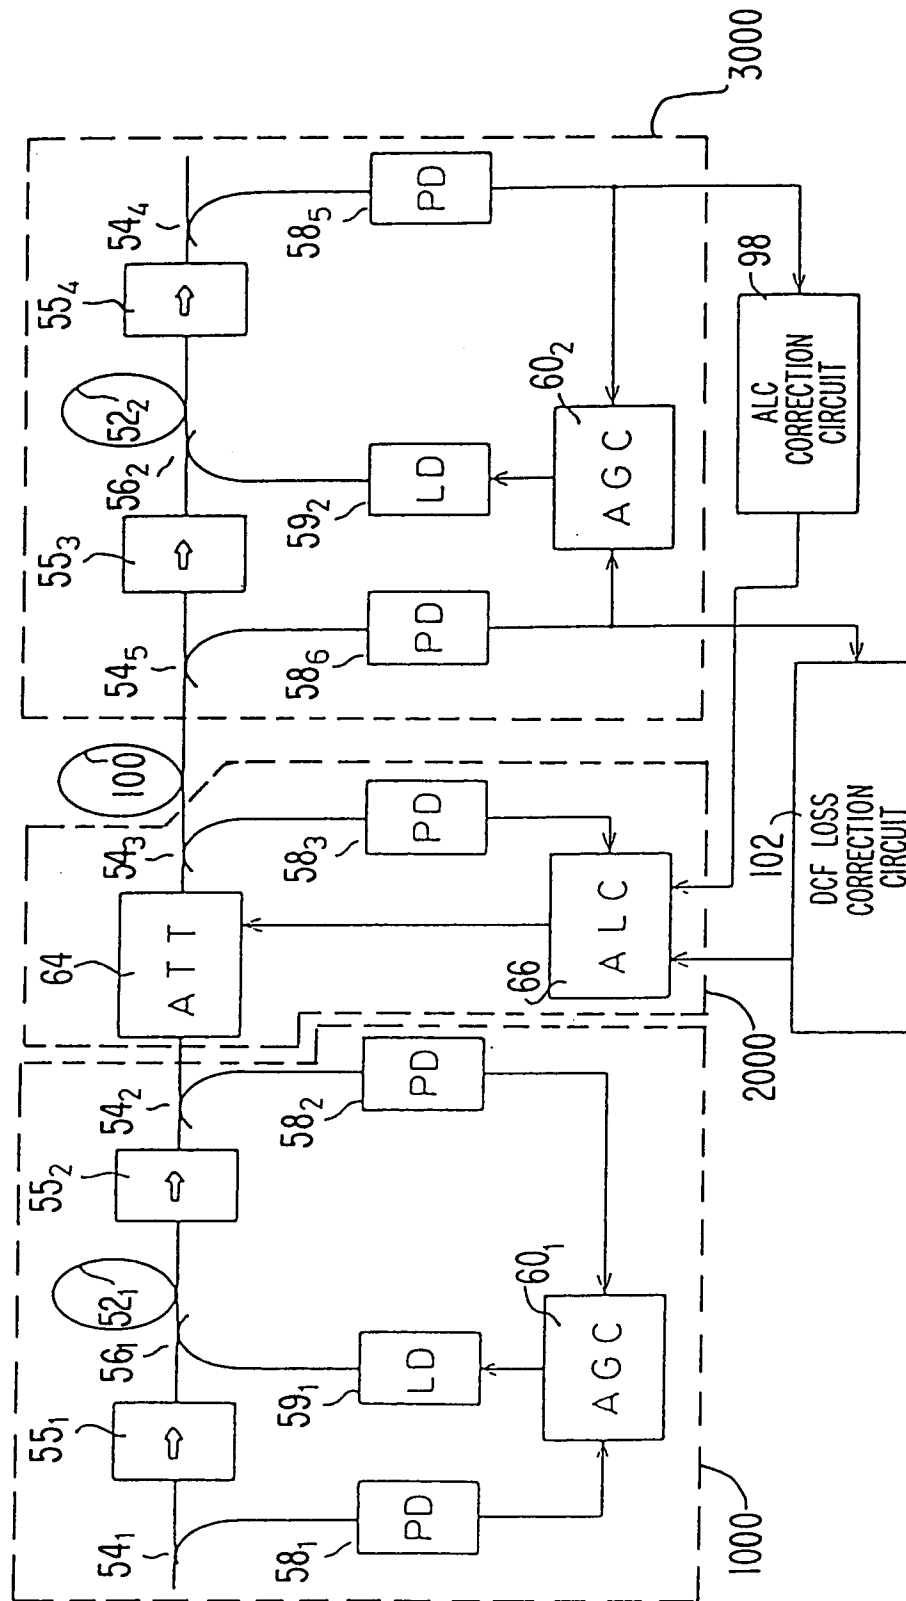 54₁
55₁
56₁
52₁
55₂
54₂
64
54₃
100
54₅
55₃
56₂
52₂
55₄
54₄
ATT
58₁
PD
59₁
LD
58₂
PD
58₃
PD
58₆
PD
59₂
LD
58₅
PD
60₁
AGC
66
ALC
60₂
AGC
1000
2000
3000
102
DCF LOSS
CORRECTION
CIRCUIT
98
ALC
CORRECTION
CIRCUIT